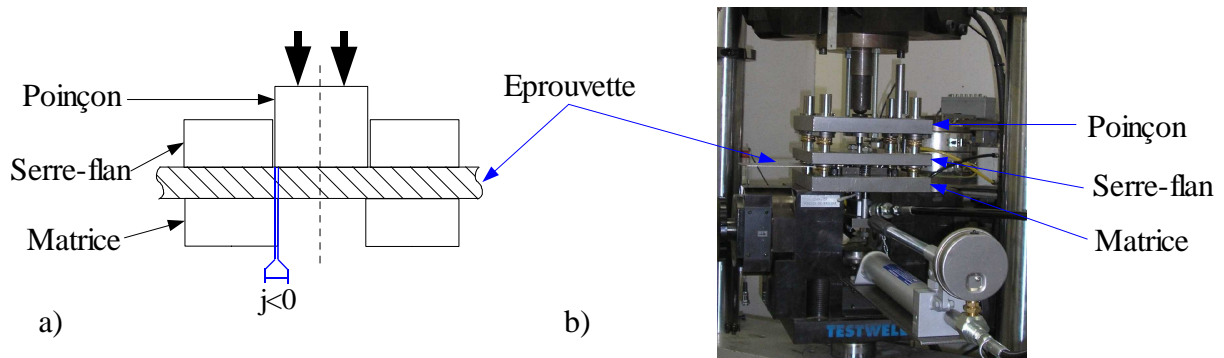 Poinçon
Serre-flan
Matrice
j<0
a)
Eprouvette
b)
Poinçon
Serre-flan
Matrice
TESTWELL